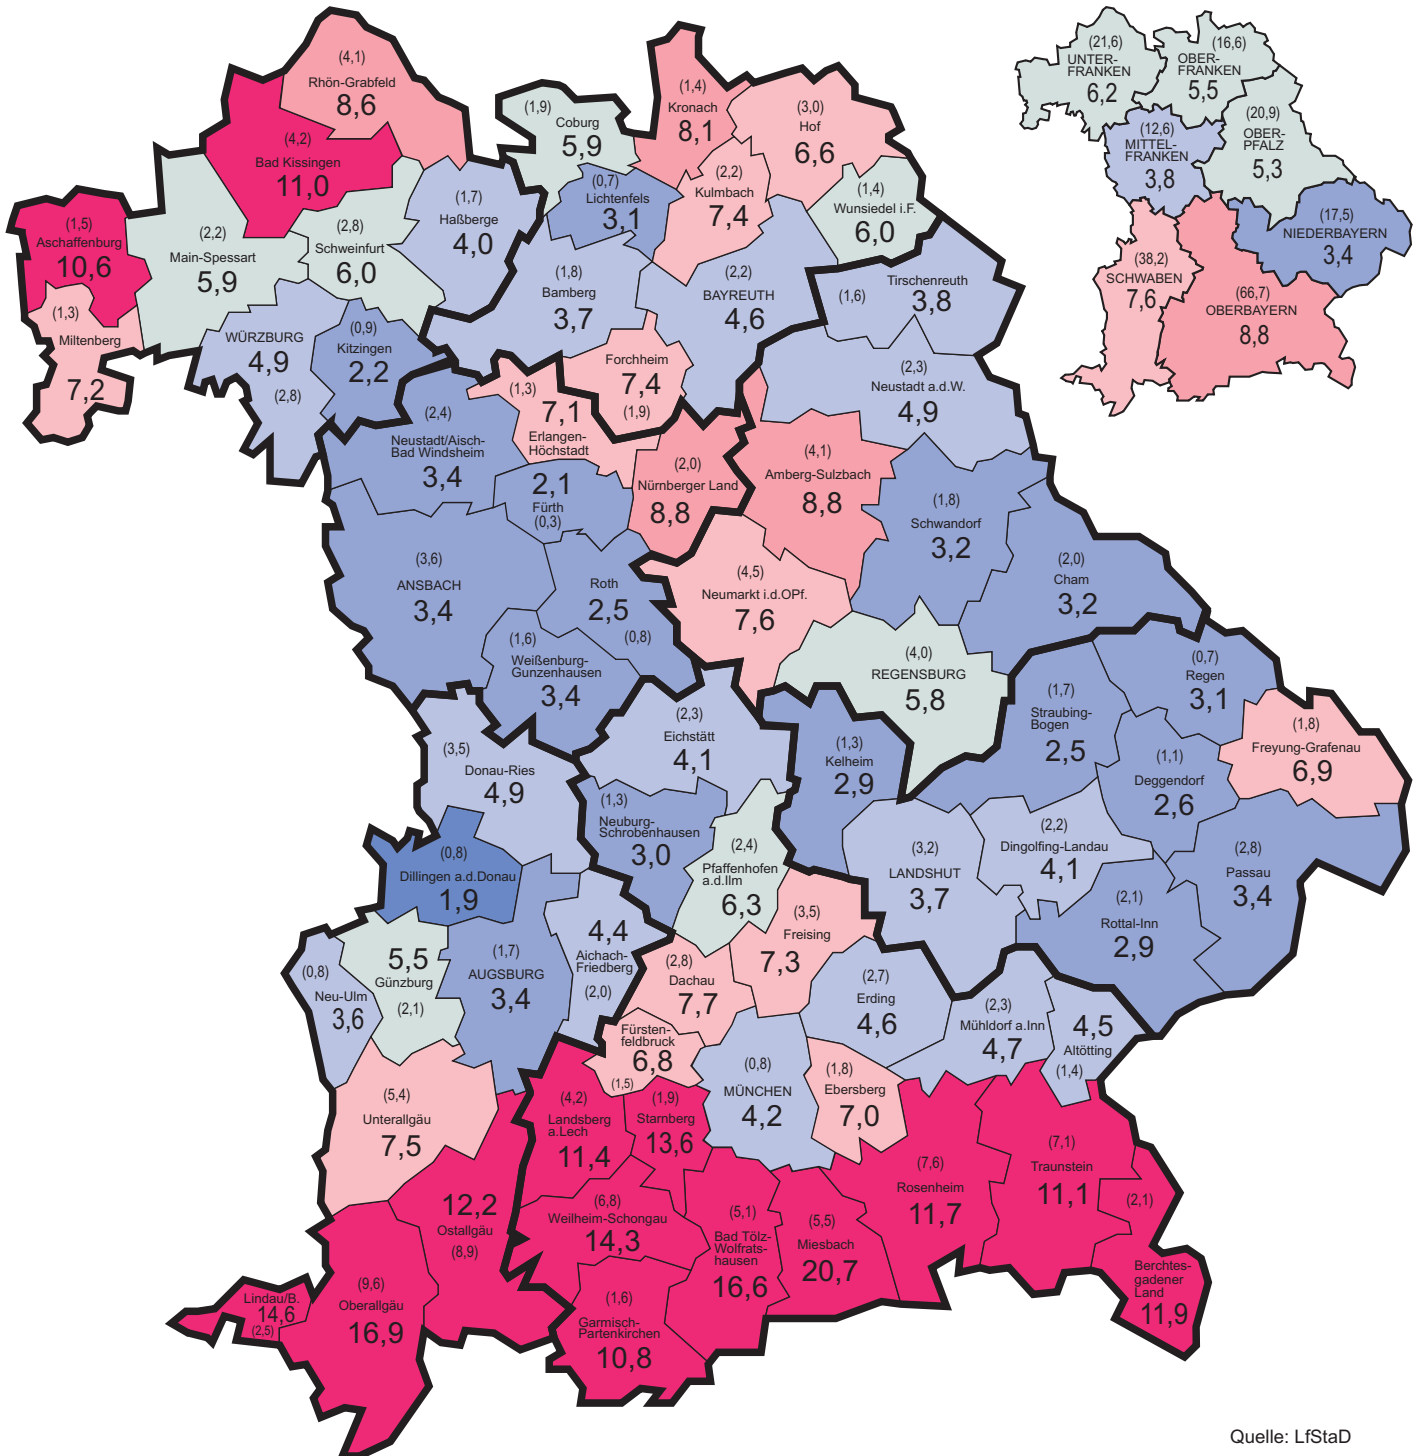 (4,1)
Rhön-Grabfeld
8,6
(4,2)
Bad Kissingen
11,0
(1,5)
Aschaffenburg
10,6
(1,3)
Miltenberg
7,2
(2,2)
Main-Spessart
5,9
(2,8)
Schweinfurt
6,0
(1,7)
Haßberge
4,0
WÜRZBURG
4,9
(2,8)
(0,9)
Kitzingen
2,2
(1,9)
Coburg
5,9
(1,4)
Kronach
8,1
(3,0)
Hof
6,6
(0,7)
Lichtenfels
3,1
(2,2)
Kulmbach
7,4
(1,4)
Wunsiedel i.F.
6,0
(1,8)
Bamberg
3,7
(2,2)
BAYREUTH
4,6
Forchheim
7,4
(1,9)
(1,6)
Tirschenreuth
3,8
(2,3)
Neustadt a.d.W.
4,9
(4,1)
Amberg-Sulzbach
8,8
(1,8)
Schwandorf
3,2
(2,0)
Cham
3,2
(4,5)
Neumarkt i.d.OPf.
7,6
(4,0)
REGENSBURG
5,8
(2,4)
Neustadt/Aisch-
Bad Windsheim
3,4
(1,3)
7,1
Erlangen-
Höchstadt
2,1
Fürth
(0,3)
(2,0)
Nürnberger Land
8,8
(3,6)
ANSBACH
3,4
Roth
2,5
(0,8)
(1,6)
Weißenburg-
Gunzenhausen
3,4
(1,3)
Kelheim
2,9
(1,7)
Straubing-
Bogen
2,5
(0,7)
Regen
3,1
(1,8)
Freyung-Grafenau
6,9
(1,1)
Deggendorf
2,6
(3,2)
LANDSHUT
3,7
(2,2)
Dingolfing-Landau
4,1
(2,8)
Passau
3,4
(2,1)
Rottal-Inn
2,9
(3,5)
Donau-Ries
4,9
(0,8)
Dillingen a.d.Donau
1,9
5,5
Günzburg
(2,1)
(0,8)
Neu-Ulm
3,6
(1,7)
AUGSBURG
3,4
4,4
Aichach-
Friedberg
(2,0)
(5,4)
Unterallgäu
7,5
12,2
Ostallgäu
(8,9)
(9,6)
Oberallgäu
16,9
Lindau/B.
14,6
(2,5)
(2,3)
Eichstätt
4,1
(1,3)
Neuburg-
Schrobenhausen
3,0
(2,4)
Pfaffenhofen
a.d.Ilm
6,3
(3,5)
Freising
7,3
(2,8)
Dachau
7,7
(2,7)
Erding
4,6
(2,3)
Mühldorf a.Inn
4,7
4,5
Altötting
(1,4)
Fürsten-
feldbruck
6,8
(1,5)
(0,8)
MÜNCHEN
4,2
(1,8)
Ebersberg
7,0
(4,2)
Landsberg
a.Lech
11,4
(1,9)
Starnberg
13,6
(6,8)
Weilheim-Schongau
14,3
(1,6)
Garmisch-
Partenkirchen
10,8
(5,1)
Bad Tölz-
Wolfrats-
hausen
16,6
(5,5)
Miesbach
20,7
(7,6)
Rosenheim
11,7
(7,1)
Traunstein
11,1
(2,1)
Berchtes-
gadener
Land
11,9
(21,6)
UNTER-
FRANKEN
6,2
(16,6)
OBER-
FRANKEN
5,5
(12,6)
MITTEL-
FRANKEN
3,8
(20,9)
OBER-
PFALZ
5,3
(17,5)
NIEDERBAYERN
3,4
(38,2)
SCHWABEN
7,6
(66,7)
OBERBAYERN
8,8
Quelle: LfStaD